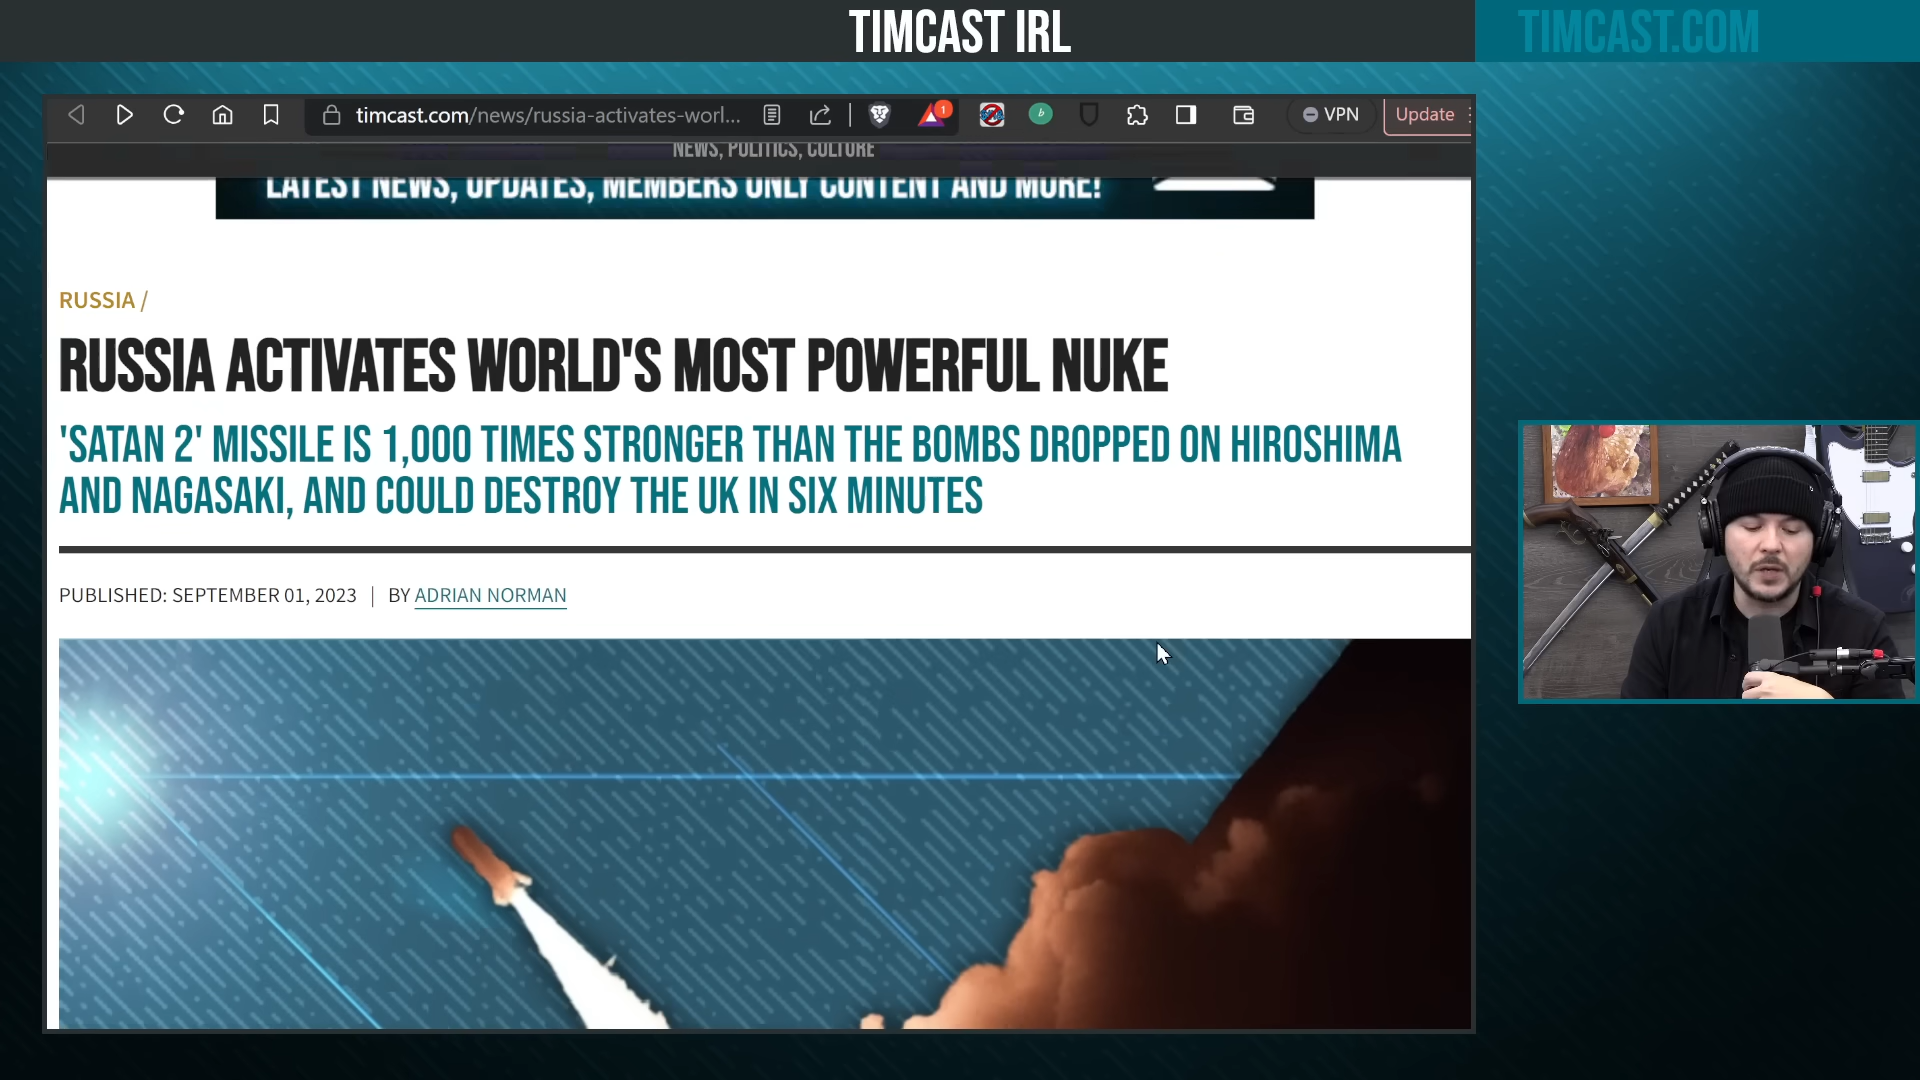 TIMCAST IRL
TIMCAST.COM
timcast.com/news/russia-activates-worl...
1
b
VPN
Update
NEWS, POLITICS, CULTURE
LATEST NEWS, UPDATES, MEMBERS ONLY CONTENT AND MORE!
RUSSIA /
RUSSIA ACTIVATES WORLD'S MOST POWERFUL NUKE
'SATAN 2' MISSILE IS 1,000 TIMES STRONGER THAN THE BOMBS DROPPED ON HIROSHIMA
AND NAGASAKI, AND COULD DESTROY THE UK IN SIX MINUTES
PUBLISHED: SEPTEMBER 01, 2023 | BY ADRIAN NORMAN